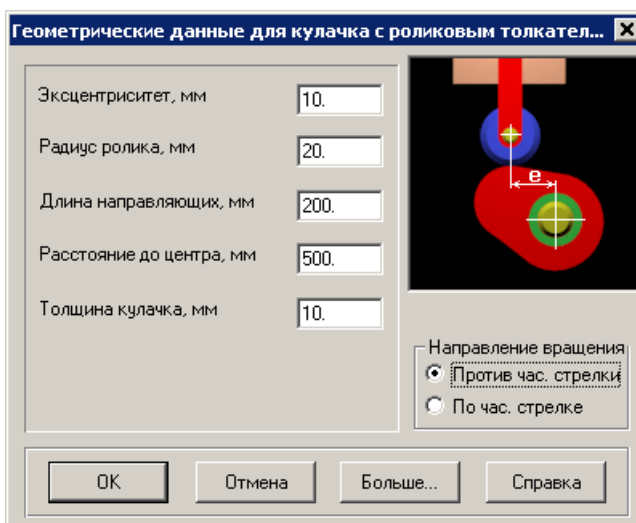 Геометрические данные для кулачка с роликовым толкател...
Эксцентриситет, мм 10.
Радиус ролика, мм 20.
Длина направляющих, мм 200.
Расстояние до центра, мм 500.
Толщина кулачка, мм 10.
e
Направление вращения
Против час. стрелки
По час. стрелке
OK Отмена Больше... Справка